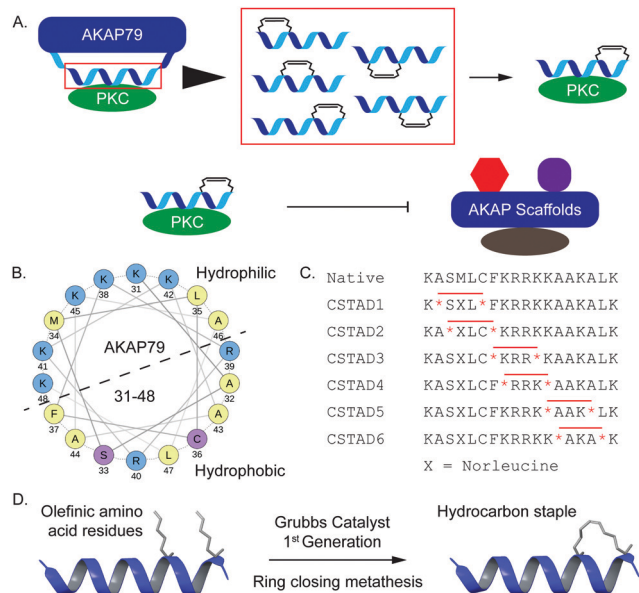 A.
AKAP79
PKC
PKC
PKC
AKAP Scaffolds
B.
Hydrophilic
K 31
K 42
L 35
A 46
R 39
A 32
A 43
C 36
L 47
R 40
S 33
A 44
F 37
K 48
K 41
M 34
K 45
K 38
AKAP79
31-48
Hydrophobic
C.
Native KASMLCFKRRKKAAKALK
CSTAD1 K*SXL*FKRRKKAAKALK
CSTAD2 KA*XLC*KRRKKAAKALK
CSTAD3 KASXLC*KRR*KAAKALK
CSTAD4 KASXLCF*RRK*AAKALK
CSTAD5 KASXLCFKRRK*AAK*LK
CSTAD6 KASXLCFKRRKK*AKA*K
X = Norleucine
D.
Olefinic amino
acid residues
Grubbs Catalyst
1st Generation
Ring closing metathesis
Hydrocarbon staple